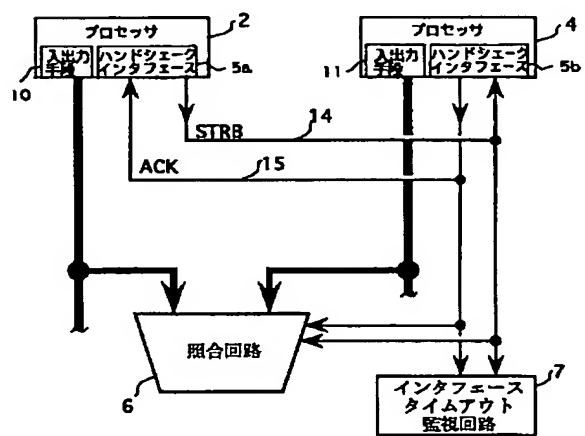 プロセッサ
2
入出力
手段
ハンドシェーク
インタフェース
5a
10
プロセッサ
4
入出力
手段
ハンドシェーク
インタフェース
5b
11
STRB
14
ACK
15
照合回路
6
インタフェース
タイムアウト
監視回路
7